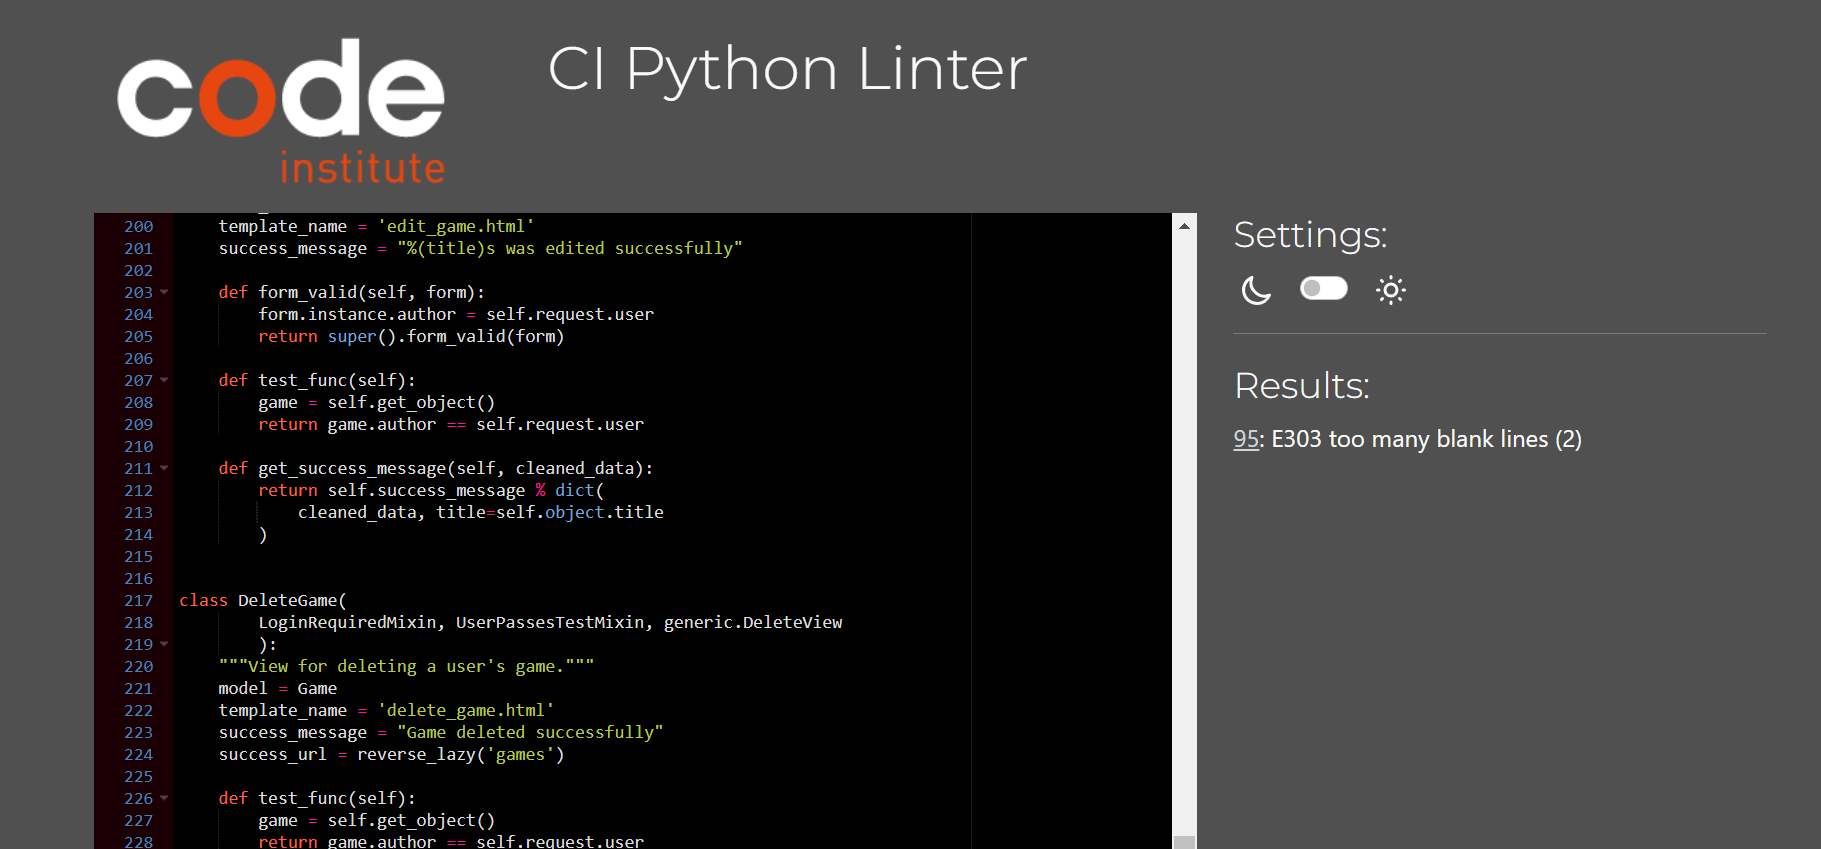 code
institute
CI Python Linter
200 template_name = 'edit_game.html'
201 success_message = "%(title)s was edited successfully"
202
203 def form_valid(self, form):
204 form.instance.author = self.request.user
205 return super().form_valid(form)
206
207 def test_func(self):
208 game = self.get_object()
209 return game.author == self.request.user
210
211 def get_success_message(self, cleaned_data):
212 return self.success_message % dict(
213 cleaned_data, title=self.object.title
214 )
215
216
217 class DeleteGame(
218 LoginRequiredMixin, UserPassesTestMixin, generic.DeleteView
219 ):
220 """View for deleting a user's game."""
221 model = Game
222 template_name = 'delete_game.html'
223 success_message = "Game deleted successfully"
224 success_url = reverse_lazy('games')
225
226 def test_func(self):
227 game = self.get_object()
228 return game.author == self.request.user
Settings:
Results:
95: E303 too many blank lines (2)